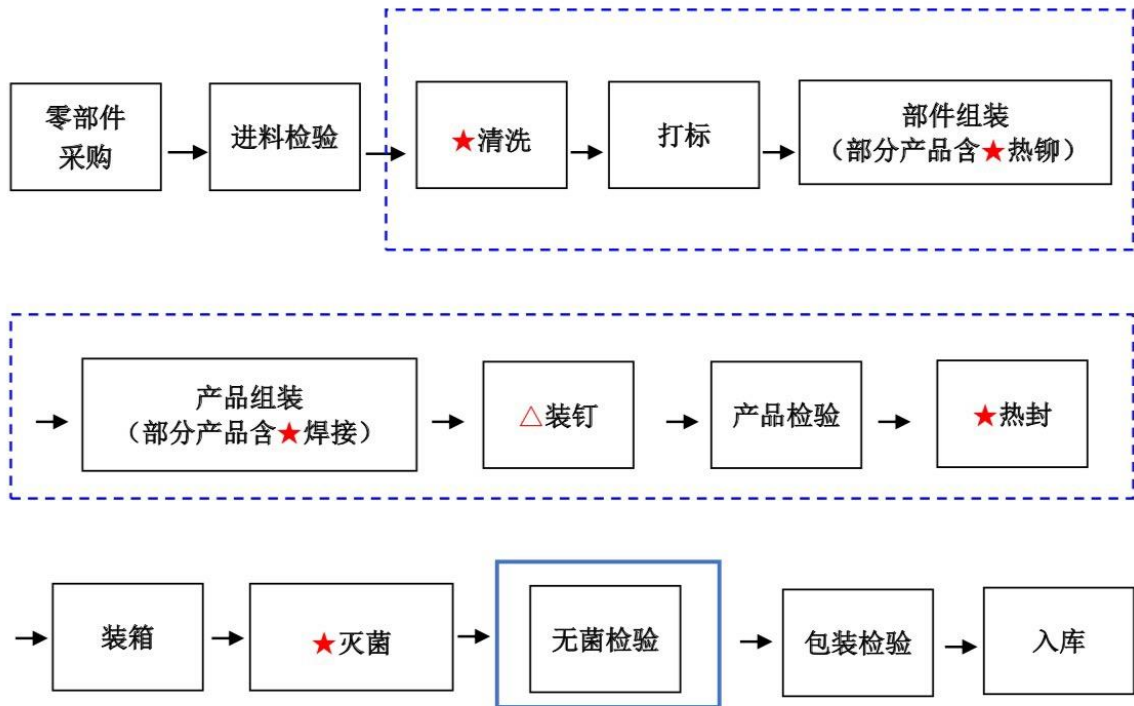 零部件
采购
进料检验
★清洗
打标
部件组装
（部分产品含★热铆）
产品组装
（部分产品含★焊接）
△装钉
产品检验
★热封
装箱
★灭菌
无菌检验
包装检验
入库